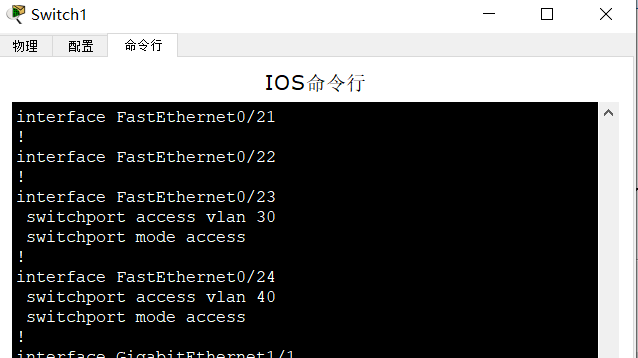 Switch1
物理 配置 命令行
IOS命令行
interface FastEthernet0/21
!
interface FastEthernet0/22
!
interface FastEthernet0/23
 switchport access vlan 30
 switchport mode access
!
interface FastEthernet0/24
 switchport access vlan 40
 switchport mode access
!
interface GigabitEthernet1/1